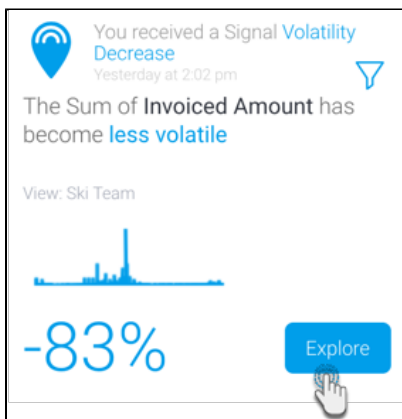 You received a Signal Volatility
Decrease
Yesterday at 2:02 pm
The Sum of Invoiced Amount has
become less volatile
View: Ski Team
-83%
Explore